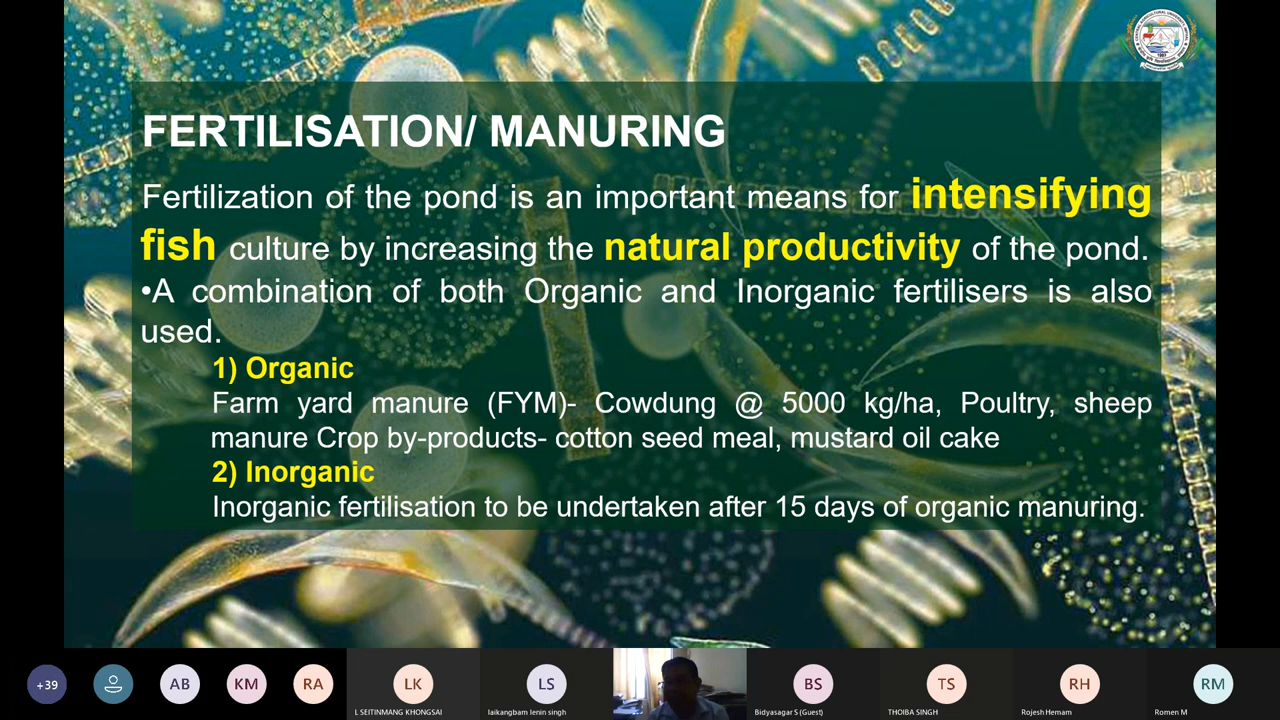 FERTILISATION/ MANURING
Fertilization of the pond is an important means for intensifying
fish culture by increasing the natural productivity of the pond.
•A combination of both Organic and Inorganic fertilisers is also
used.
1) Organic
Farm yard manure (FYM)- Cowdung @ 5000 kg/ha, Poultry, sheep
manure Crop by-products- cotton seed meal, mustard oil cake
2) Inorganic
Inorganic fertilisation to be undertaken after 15 days of organic manuring.
+39 AB KM RA LK LS BS TS RH RM
L SEITINMANG KHONGSAI laikangbam lenin singh Bidyasagar S (Guest) THOIBA SINGH Rojesh Hemam Romen M